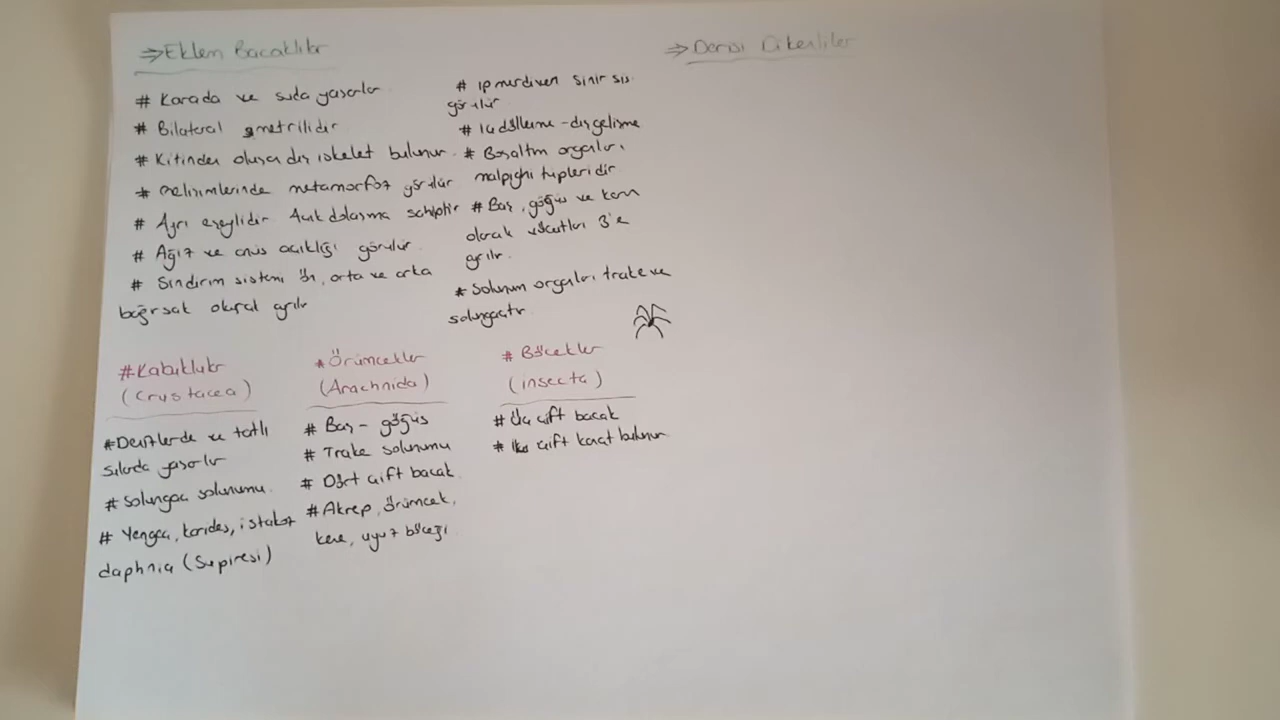 ⇒Eklem Bacaklılar
# Karada ve suda yaşarlar
# Bilateral simetrilidir
# Kitinden oluşan dış iskelet bulunur.
# Gelişimlerinde metamorfoz görülür
# Ayrı eşeylidir Açık dolaşıma sahiptir
# Ağız ve anüs açıklığı görülür.
# Sindirim sistemi ön, orta ve arka
bağırsak olarak ayrılır
# ip merdiven sinir sis.
görülür
# iç dölleme - dış gelişme
# Boşaltım organları
malpighi tüpleridir.
# Baş, göğüs ve karın
olarak vücutları 3'e
ayrılır.
# Solunum organları, trake ve
solungaçtır
⇒ Derisi Dikenliler
#Kabuklular
(Crustacea)
#Denizlerde ve tatlı
sularda yaşarlar
# Solungaç solunumu.
# Yengeç, karides, istakoz
daphnia (Su piresi)
# Örümcekler
(Arachnida)
# Baş - göğüs
# Trake solunumu
# Dört çift bacak
# Akrep, örümcek,
kene, uyuz böceği
# Böcekler
(insecta)
# Üç çift bacak
# iki çift kanat bulunur